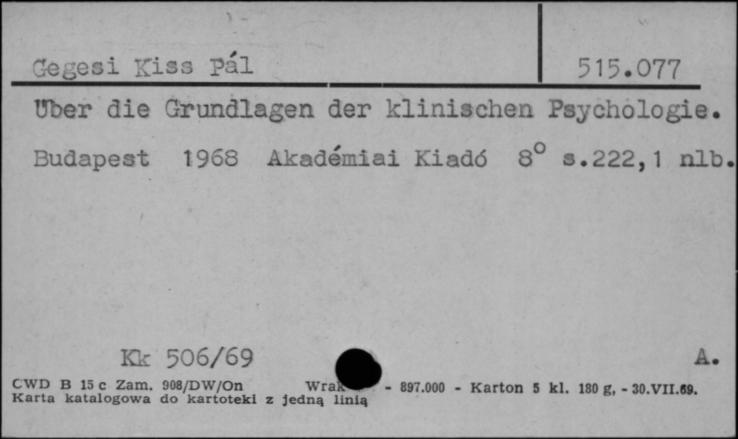 Gegesi Kiss Pál 515.077
Über die Grundlagen der klinischen Psychologie.
Budapest 1968 Akadémiai Kiadó 8° s.222,1 nlb.
Kk 506/69 A.
CWD B 15 c Zam. 908/DW/On - 897.000 - Karton 5 kl. 180 g, - 30.VII.69.
Karta katalogowa do kartoteki z jedną linią